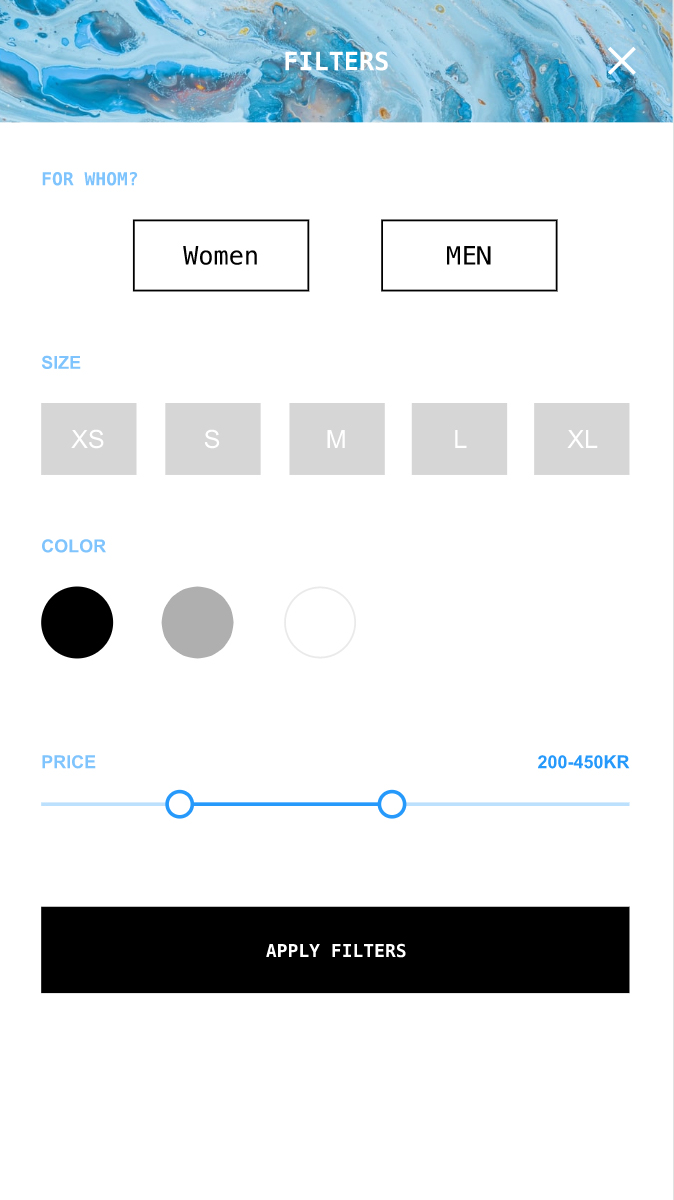 FILTERS
FOR WHOM?
Women
MEN
SIZE
XS
S
M
L
XL
COLOR
PRICE
200-450KR
APPLY FILTERS